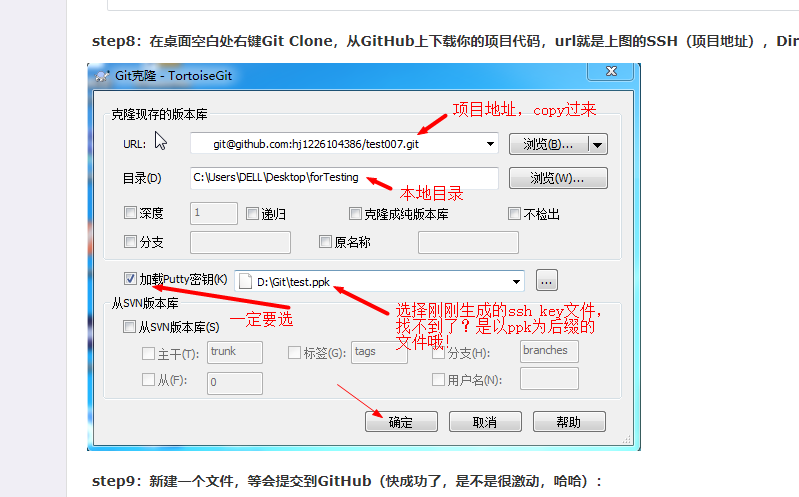 step8：在桌面空白处右键Git Clone，从GitHub上下载你的项目代码，url就是上图的SSH（项目地址），Dir
Git克隆 - TortoiseGit
克隆现存的版本库
项目地址，copy过来
URL: git@github.com:hj1226104386/test007.git 浏览(B)...
目录(D) C:\Users\DELL\Desktop\forTesting 浏览(W)...
本地目录
深度 1 递归 克隆成纯版本库 不检出
分支 原名称
加载Putty密钥(K) D:\Git\test.ppk ...
从SVN版本库
一定要选
选择刚刚生成的ssh key文件，
找不到了？是以ppk为后缀的
文件哦！
从SVN版本库(S)
主干(T): trunk 标签(G): tags 分支(H): branches
从(F): 0 用户名(N):
确定 取消 帮助
step9：新建一个文件，等会提交到GitHub（快成功了，是不是很激动，哈哈）：